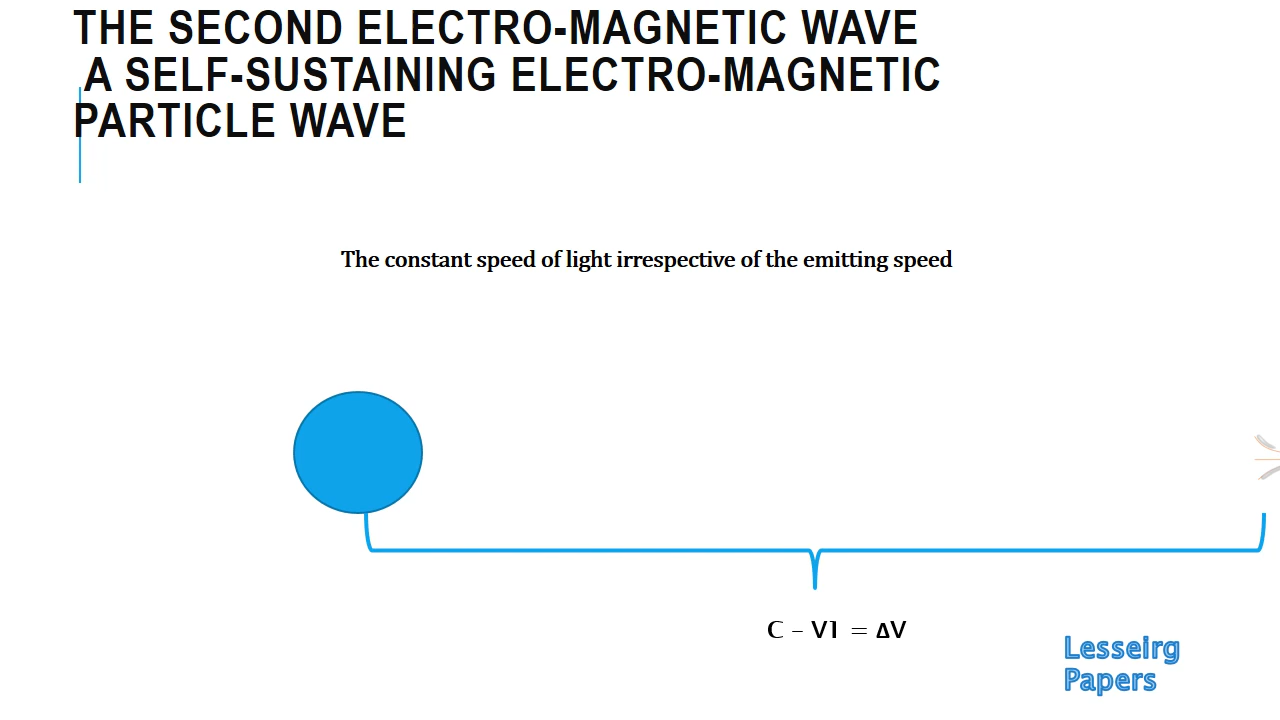 THE SECOND ELECTRO-MAGNETIC WAVE
A SELF-SUSTAINING ELECTRO-MAGNETIC
PARTICLE WAVE
The constant speed of light irrespective of the emitting speed
C – V1 = ΔV
Lesseirg
Papers